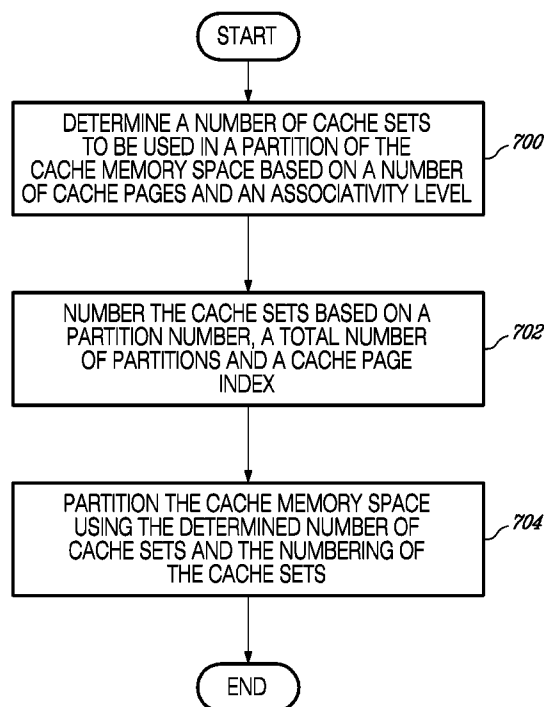 START
DETERMINE A NUMBER OF CACHE SETS
TO BE USED IN A PARTITION OF THE
CACHE MEMORY SPACE BASED ON A NUMBER
OF CACHE PAGES AND AN ASSOCIATIVITY LEVEL
700
NUMBER THE CACHE SETS BASED ON A
PARTITION NUMBER, A TOTAL NUMBER
OF PARTITIONS AND A CACHE PAGE
INDEX
702
PARTITION THE CACHE MEMORY SPACE
USING THE DETERMINED NUMBER OF
CACHE SETS AND THE NUMBERING OF
THE CACHE SETS
704
END